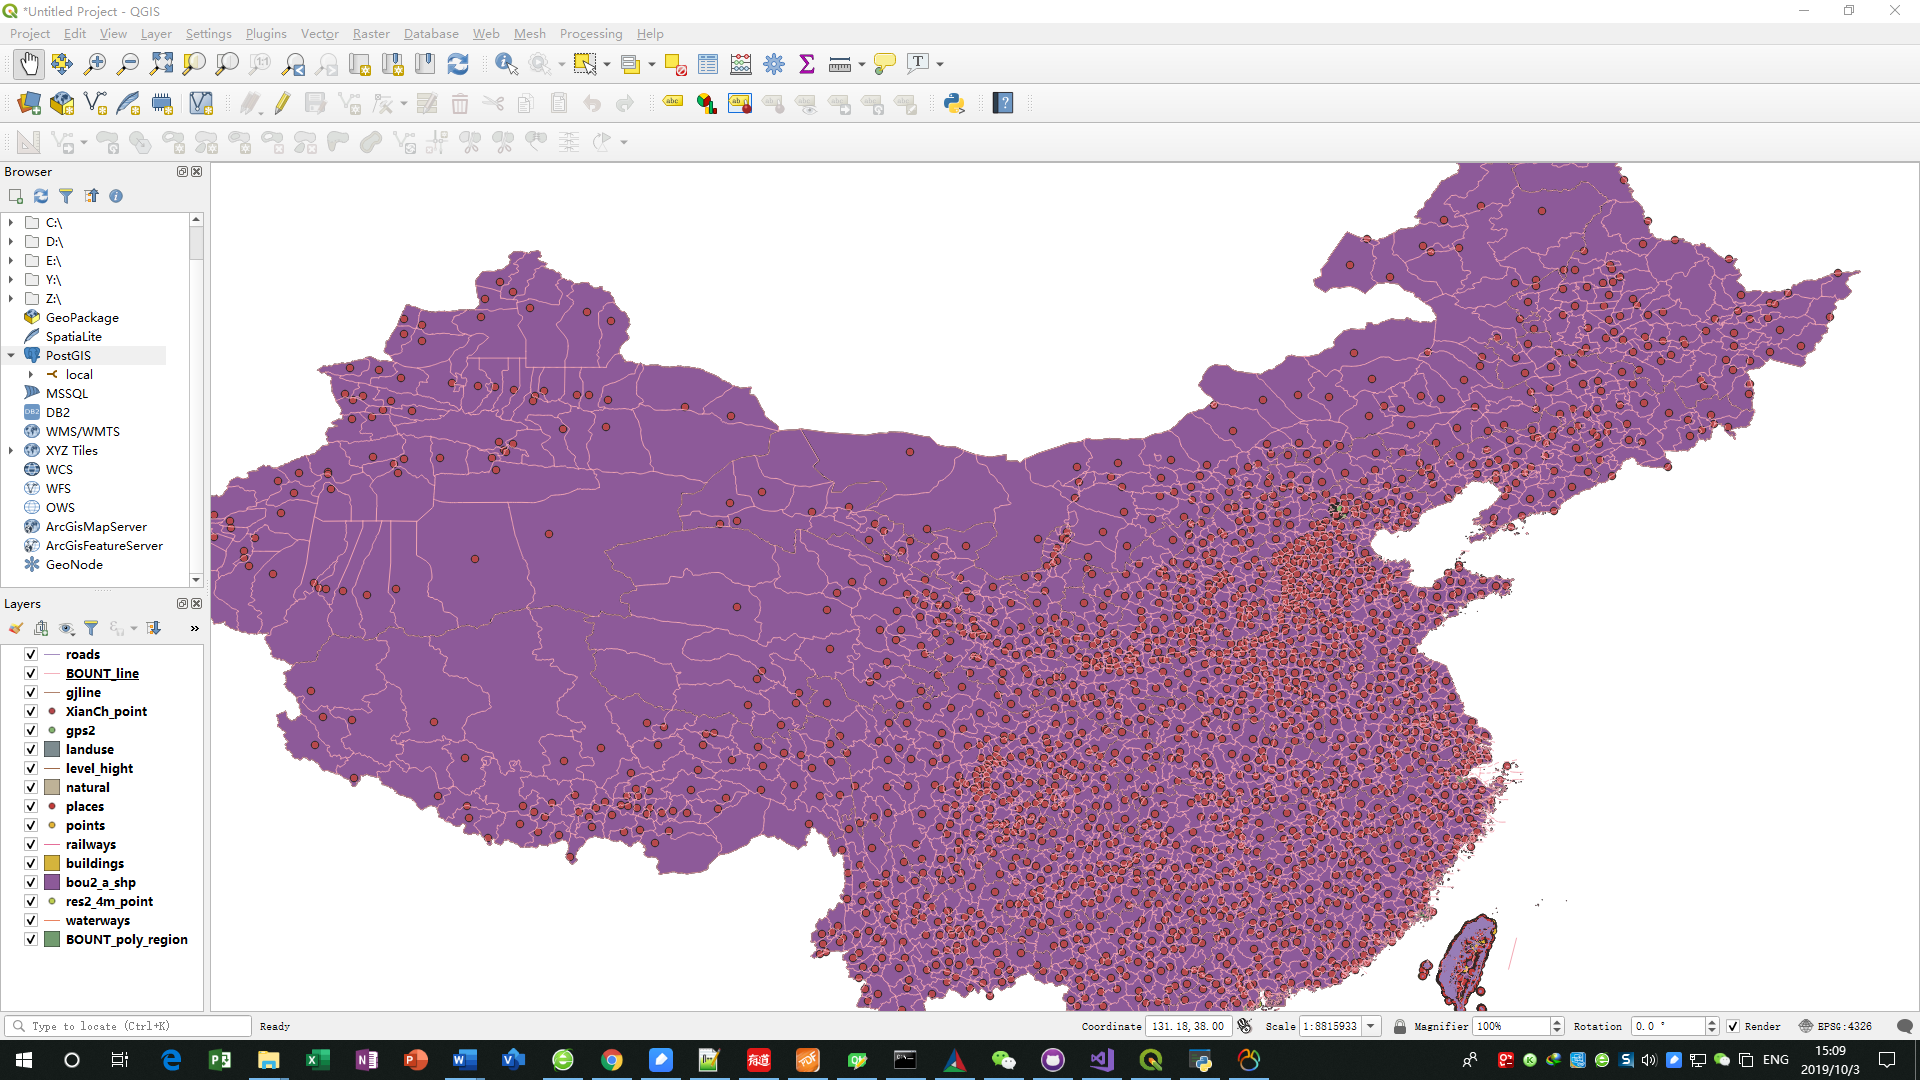 *Untitled Project - QGIS
Project Edit View Layer Settings Plugins Vector Raster Database Web Mesh Processing Help
Browser
C:\
D:\
E:\
Y:\
Z:\
GeoPackage
SpatiaLite
PostGIS
local
MSSQL
DB2
WMS/WMTS
XYZ Tiles
WCS
WFS
OWS
ArcGisMapServer
ArcGisFeatureServer
GeoNode
Layers
roads
BOUNT_line
gjline
XianCh_point
gps2
landuse
level_hight
natural
places
points
railways
buildings
bou2_a_shp
res2_4m_point
waterways
BOUNT_poly_region
Type to locate (Ctrl+K) Ready Coordinate 131.18,38.00 Scale 1:8815933 Magnifier 100% Rotation 0.0 ° Render EPSG:4326
ENG
15:09
2019/10/3